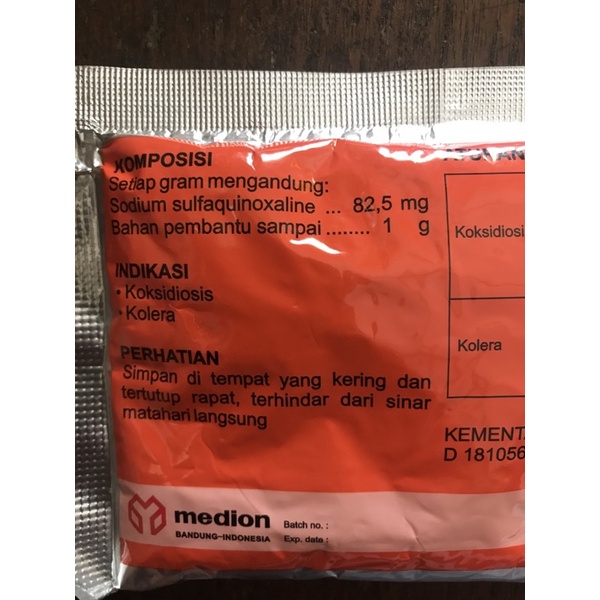 KOMPOSISI
Setiap gram mengandung:
Sodium sulfaquinoxaline ... 82,5 mg
Bahan pembantu sampai ........ 1 g
INDIKASI
• Koksidiosis
• Kolera
PERHATIAN
Simpan di tempat yang kering dan
tertutup rapat, terhindar dari sinar
matahari langsung
medion
BANDUNG-INDONESIA
Batch no. :
Exp. date :
Koksidiosi
Kolera
KEMENT
D 181056